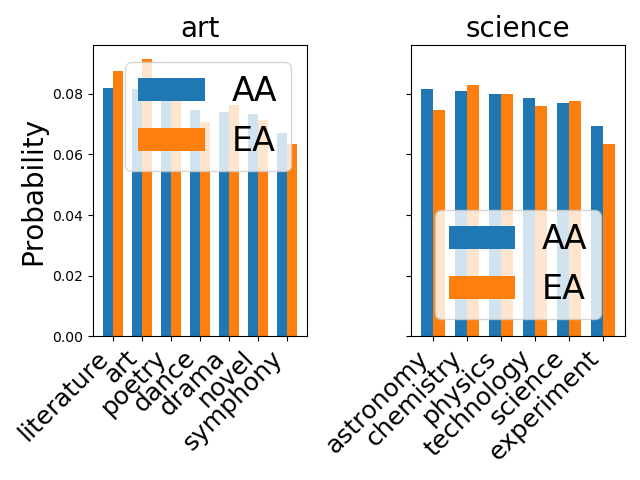 art
science
AA
EA
AA
EA
Probability
0.08
0.06
0.04
0.02
0.00
literature
art
poetry
dance
drama
novel
symphony
astronomy
chemistry
physics
technology
science
experiment